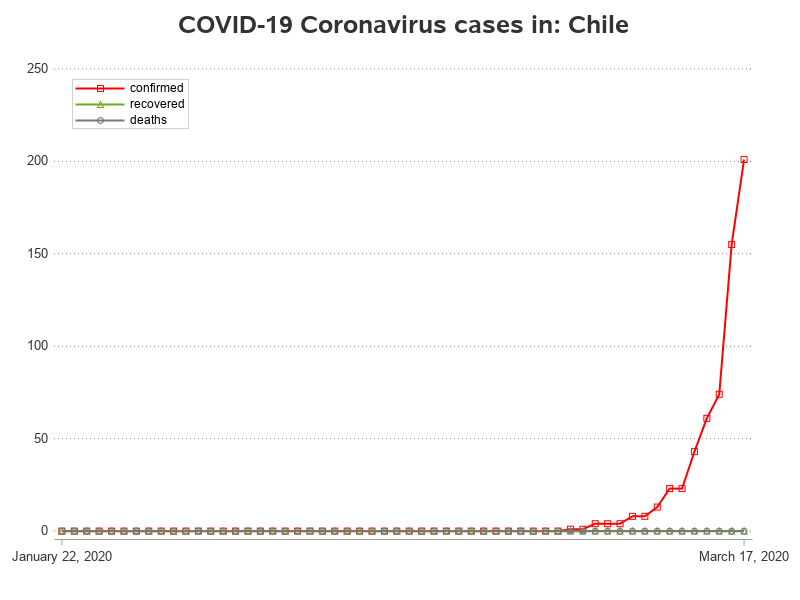 COVID-19 Coronavirus cases in: Chile
250
confirmed
recovered
deaths
200
150
100
50
0
January 22, 2020
March 17, 2020